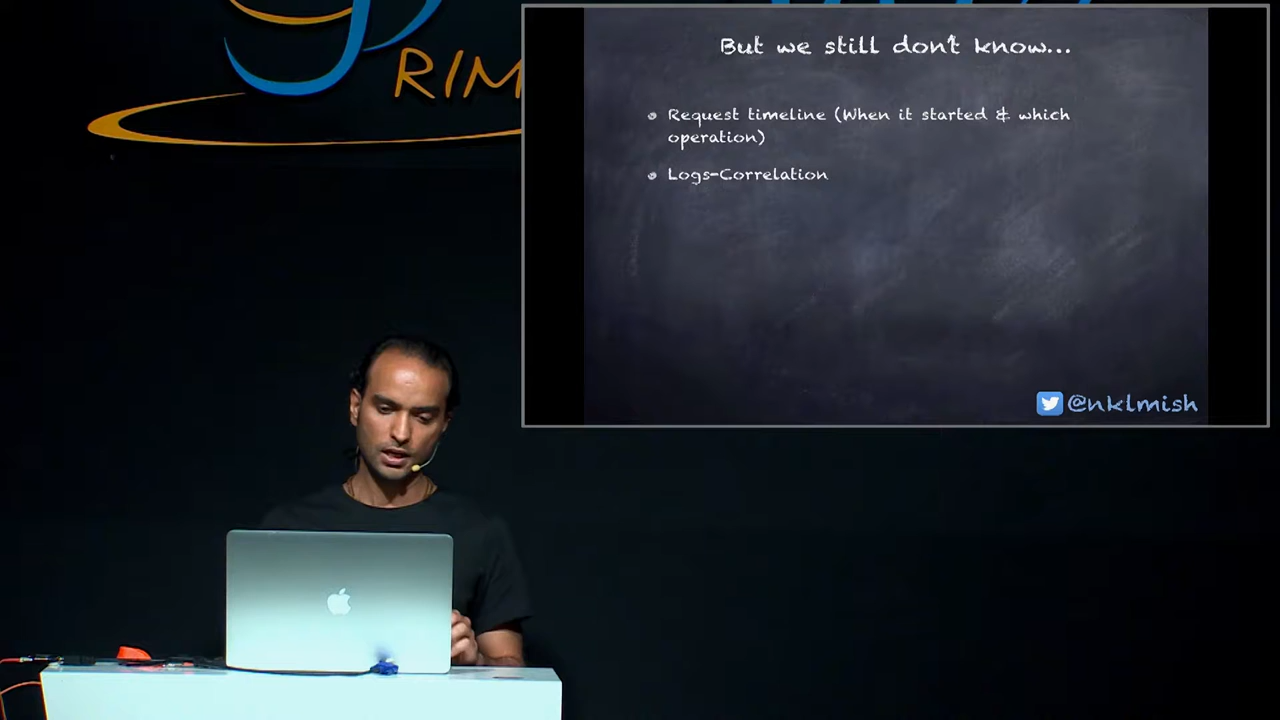 RIM
But we still don't know...
Request timeline (When it started & which
operation)
Logs-Correlation
@nklmish